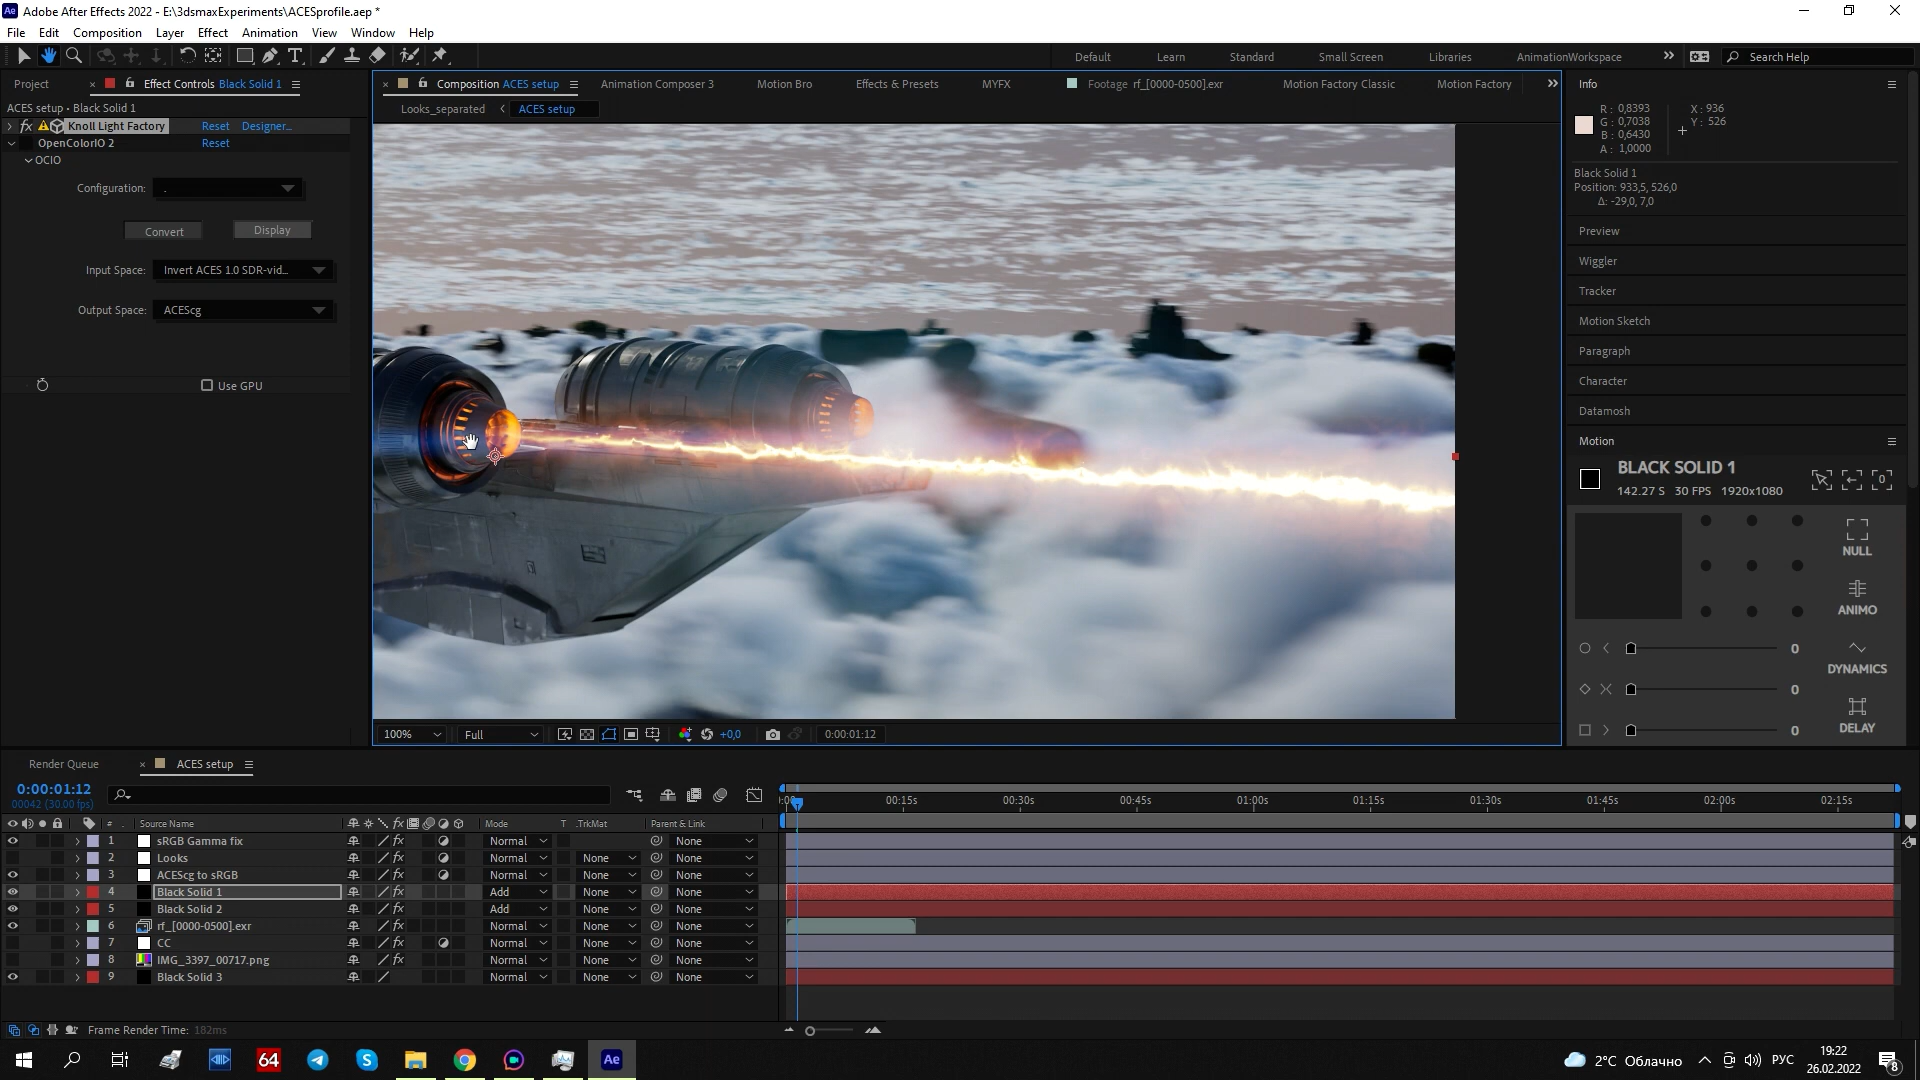 Adobe After Effects 2022 - E:\3dsmaxExperiments\ACESprofile.aep *
File Edit Composition Layer Effect Animation View Window Help
Default Learn Standard Small Screen Libraries AnimationWorkspace Search Help
Project Effect Controls Black Solid 1
Composition ACES setup Animation Composer 3 Motion Bro Effects & Presets MYFX Footage rf_[0000-0500].exr Motion Factory Classic Motion Factory
Info
ACES setup • Black Solid 1
Looks_separated ACES setup
Knoll Light Factory Reset Designer...
OpenColorIO 2 Reset
OCIO
Configuration: .
Convert Display
Input Space: Invert ACES 1.0 SDR-vid...
Output Space: ACEScg
Use GPU
R: 0,8393 X: 936
G: 0,7038 Y: 526
B: 0,6430
A: 1,0000
Black Solid 1
Position: 933,5, 526,0
Δ: -29,0, 7,0
Preview
Wiggler
Tracker
Motion Sketch
Paragraph
Character
Datamosh
Motion
BLACK SOLID 1
142.27 S 30 FPS 1920x1080
NULL
ANIMO
0
DYNAMICS
0
DELAY
0
100% Full +0,0 0:00:01:12
Render Queue ACES setup
0:00:01:12
00042 (30.00 fps)
00:15s 00:30s 00:45s 01:00s 01:15s 01:30s 01:45s 02:00s 02:15s
# Source Name Mode T .TrkMat Parent & Link
1 sRGB Gamma fix Normal None
2 Looks Normal None None
3 ACEScg to sRGB Normal None None
4 Black Solid 1 Add None None
5 Black Solid 2 Add None None
6 rf_[0000-0500].exr Normal None None
7 CC Normal None None
8 IMG_3397_00717.png Normal None None
9 Black Solid 3 Normal None None
Frame Render Time: 182ms
64
Ae
2°C Облачно РУС 19:22
26.02.2022
8